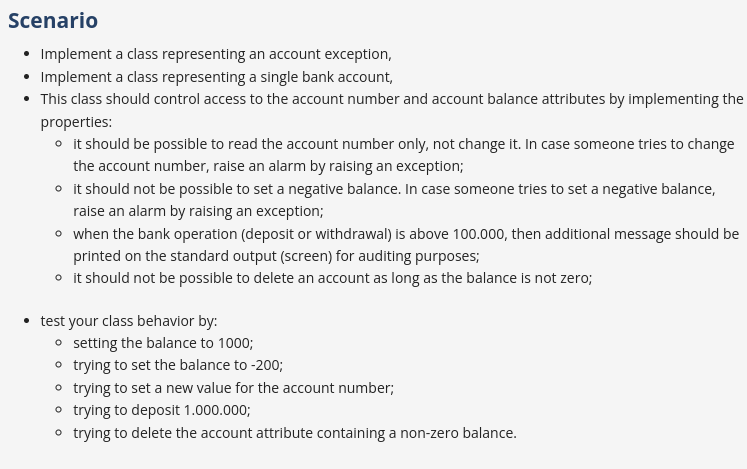 Scenario
• Implement a class representing an account exception,
• Implement a class representing a single bank account,
• This class should control access to the account number and account balance attributes by implementing the
properties:
◦ it should be possible to read the account number only, not change it. In case someone tries to change
the account number, raise an alarm by raising an exception;
◦ it should not be possible to set a negative balance. In case someone tries to set a negative balance,
raise an alarm by raising an exception;
◦ when the bank operation (deposit or withdrawal) is above 100.000, then additional message should be
printed on the standard output (screen) for auditing purposes;
◦ it should not be possible to delete an account as long as the balance is not zero;
• test your class behavior by:
◦ setting the balance to 1000;
◦ trying to set the balance to -200;
◦ trying to set a new value for the account number;
◦ trying to deposit 1.000.000;
◦ trying to delete the account attribute containing a non-zero balance.